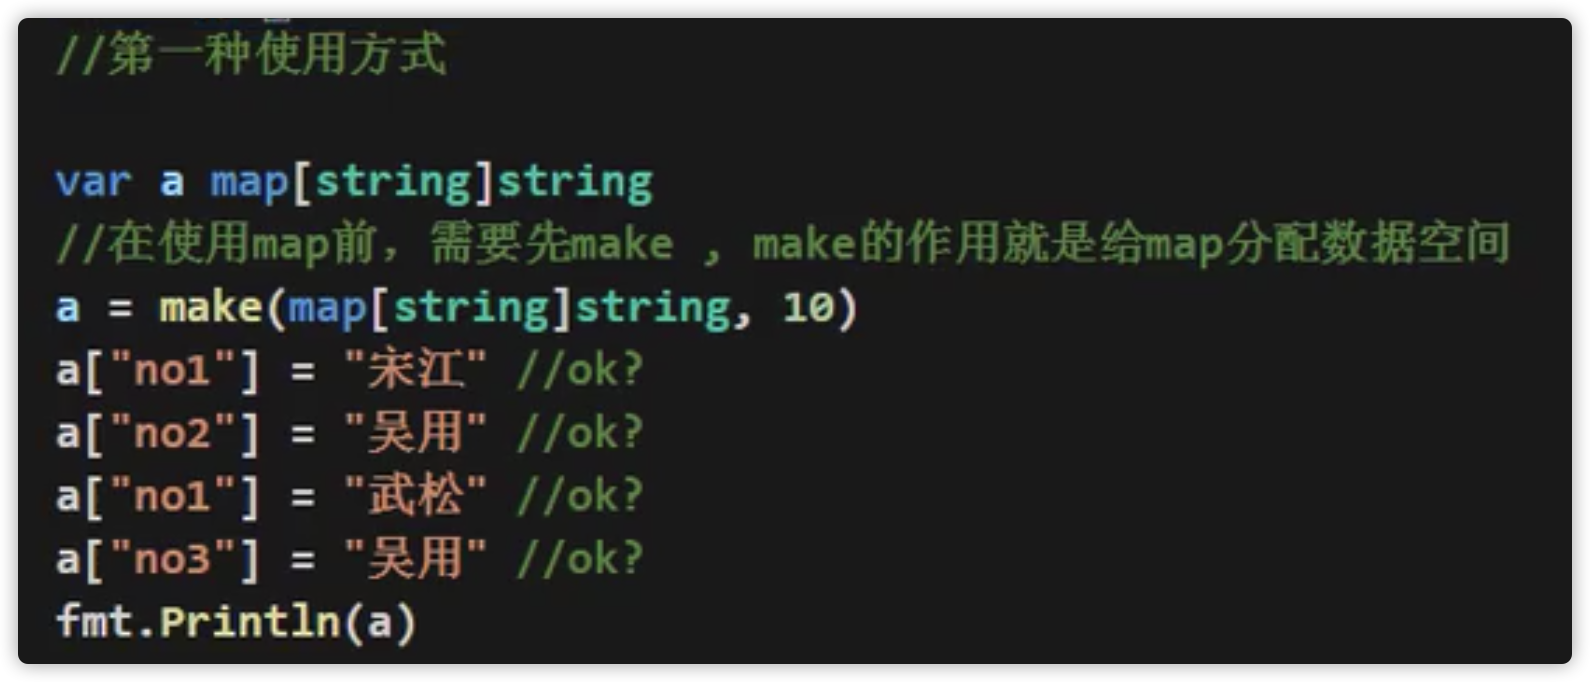 //第一种使用方式
var a map[string]string
//在使用map前，需要先make , make的作用就是给map分配数据空间
a = make(map[string]string, 10)
a["no1"] = "宋江" //ok?
a["no2"] = "吴用" //ok?
a["no1"] = "武松" //ok?
a["no3"] = "吴用" //ok?
fmt.Println(a)